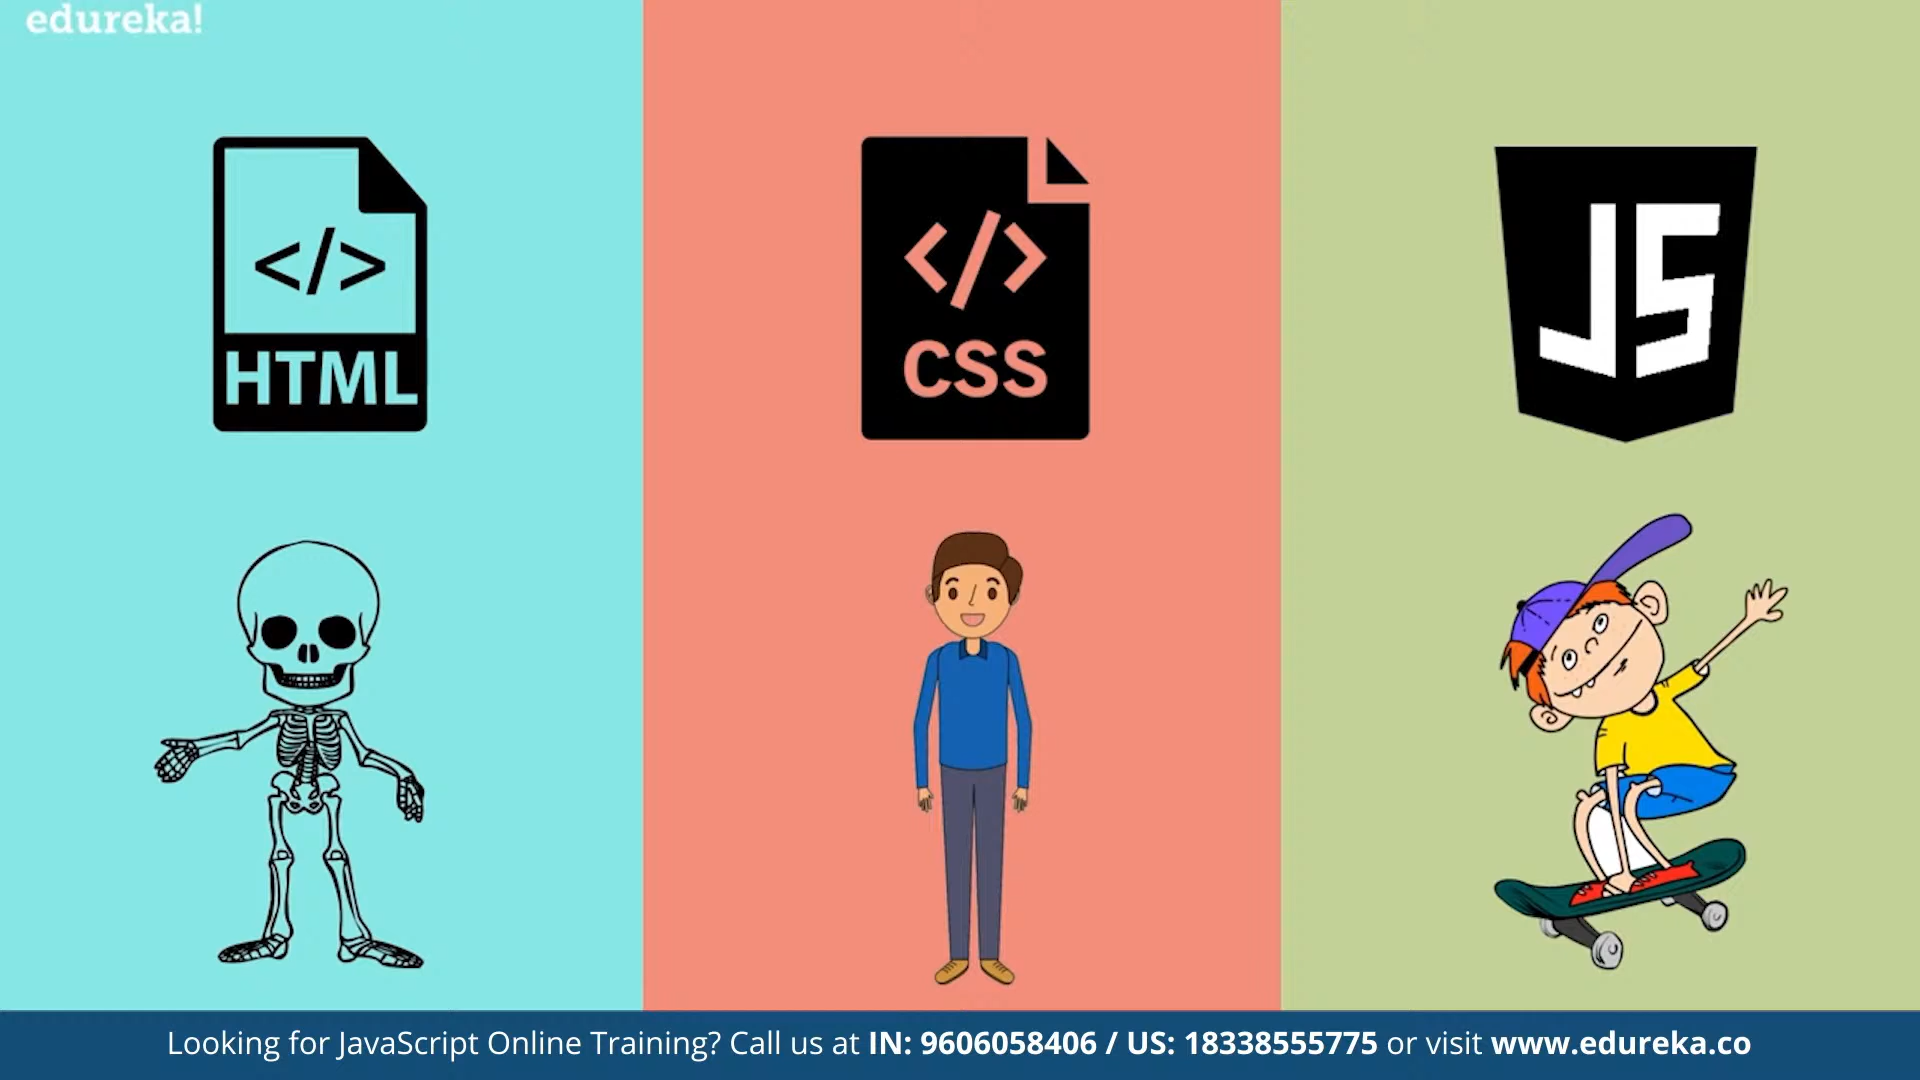 edureka!
</>
HTML
</>
CSS
JS
Looking for JavaScript Online Training? Call us at IN: 9606058406 / US: 18338555775 or visit www.edureka.co